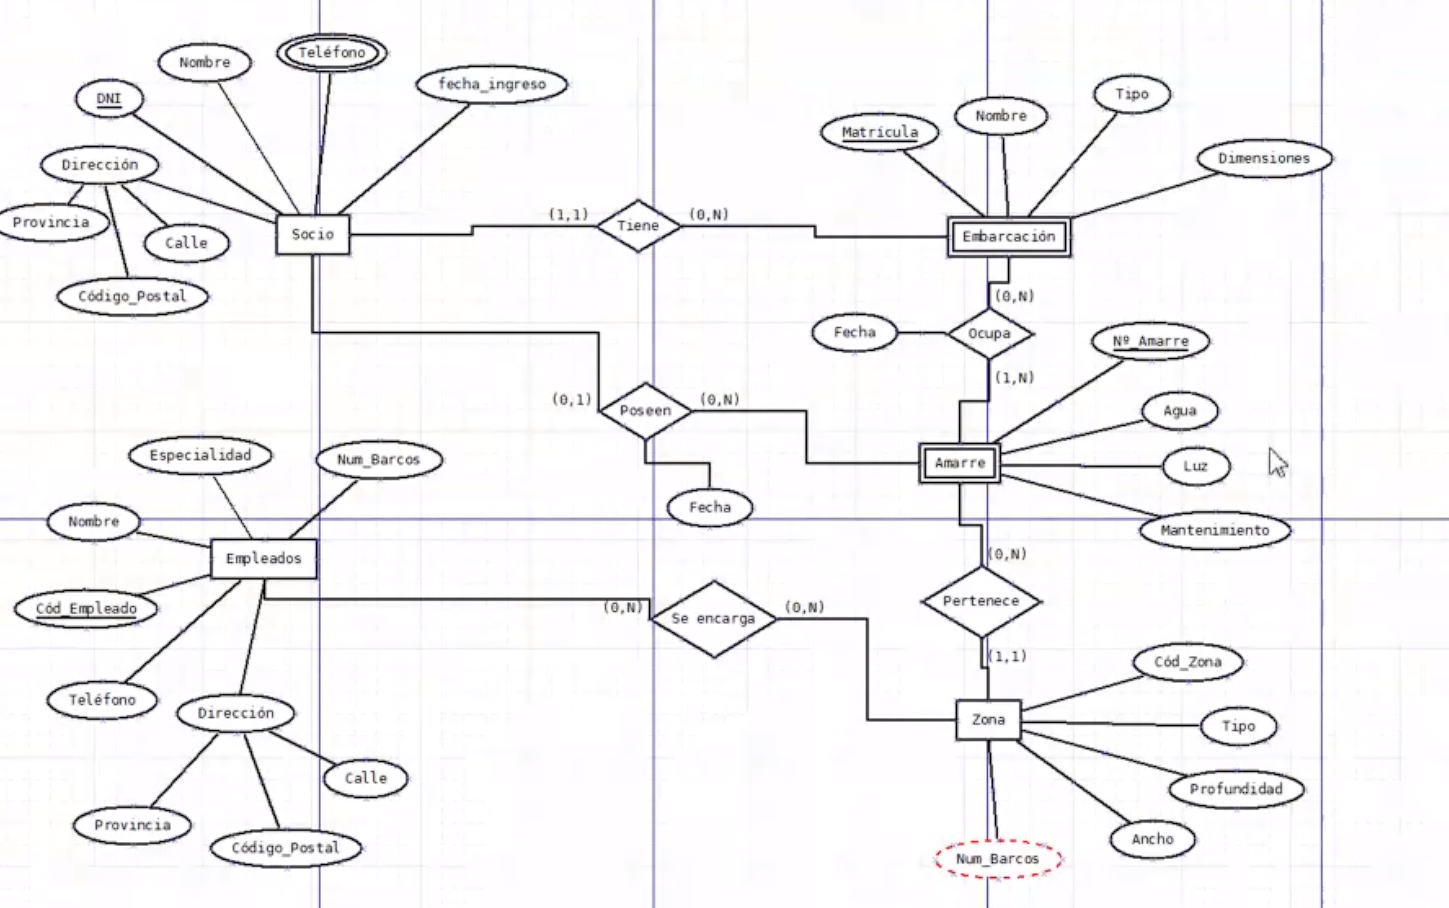 Teléfono
Nombre
fecha_ingreso
DNI
Tipo
Nombre
Matrícula
Dimensiones
Dirección
Provincia
Calle
Código_Postal
Socio
(1,1)
Tiene
(0,N)
Embarcación
(0,N)
Fecha
Ocupa
(1,N)
Nº_Amarre
(0,1)
Poseen
(0,N)
Agua
Amarre
Luz
Fecha
Mantenimiento
Especialidad
Num_Barcos
Nombre
Empleados
Cód_Empleado
(0,N)
Se encarga
(0,N)
(0,N)
Pertenece
(1,1)
Teléfono
Dirección
Provincia
Calle
Código_Postal
Cód_Zona
Zona
Tipo
Profundidad
Ancho
Num_Barcos